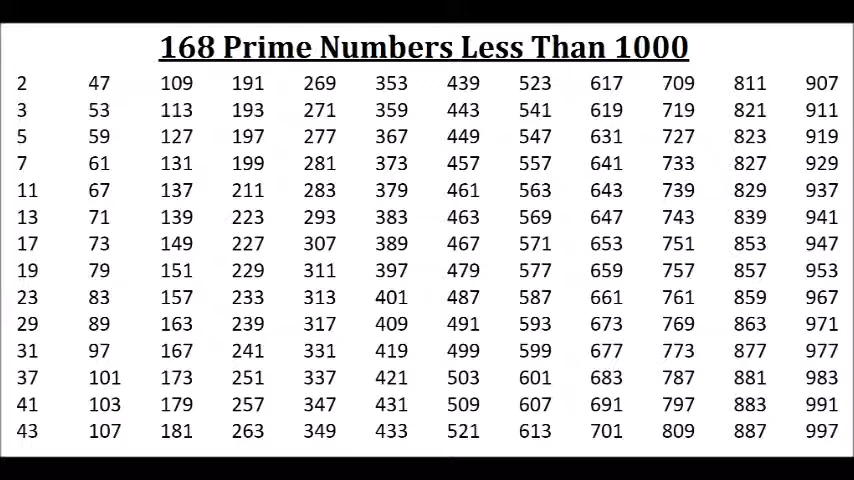 168 Prime Numbers Less Than 1000
2 47 109 191 269 353 439 523 617 709 811 907
3 53 113 193 271 359 443 541 619 719 821 911
5 59 127 197 277 367 449 547 631 727 823 919
7 61 131 199 281 373 457 557 641 733 827 929
11 67 137 211 283 379 461 563 643 739 829 937
13 71 139 223 293 383 463 569 647 743 839 941
17 73 149 227 307 389 467 571 653 751 853 947
19 79 151 229 311 397 479 577 659 757 857 953
23 83 157 233 313 401 487 587 661 761 859 967
29 89 163 239 317 409 491 593 673 769 863 971
31 97 167 241 331 419 499 599 677 773 877 977
37 101 173 251 337 421 503 601 683 787 881 983
41 103 179 257 347 431 509 607 691 797 883 991
43 107 181 263 349 433 521 613 701 809 887 997